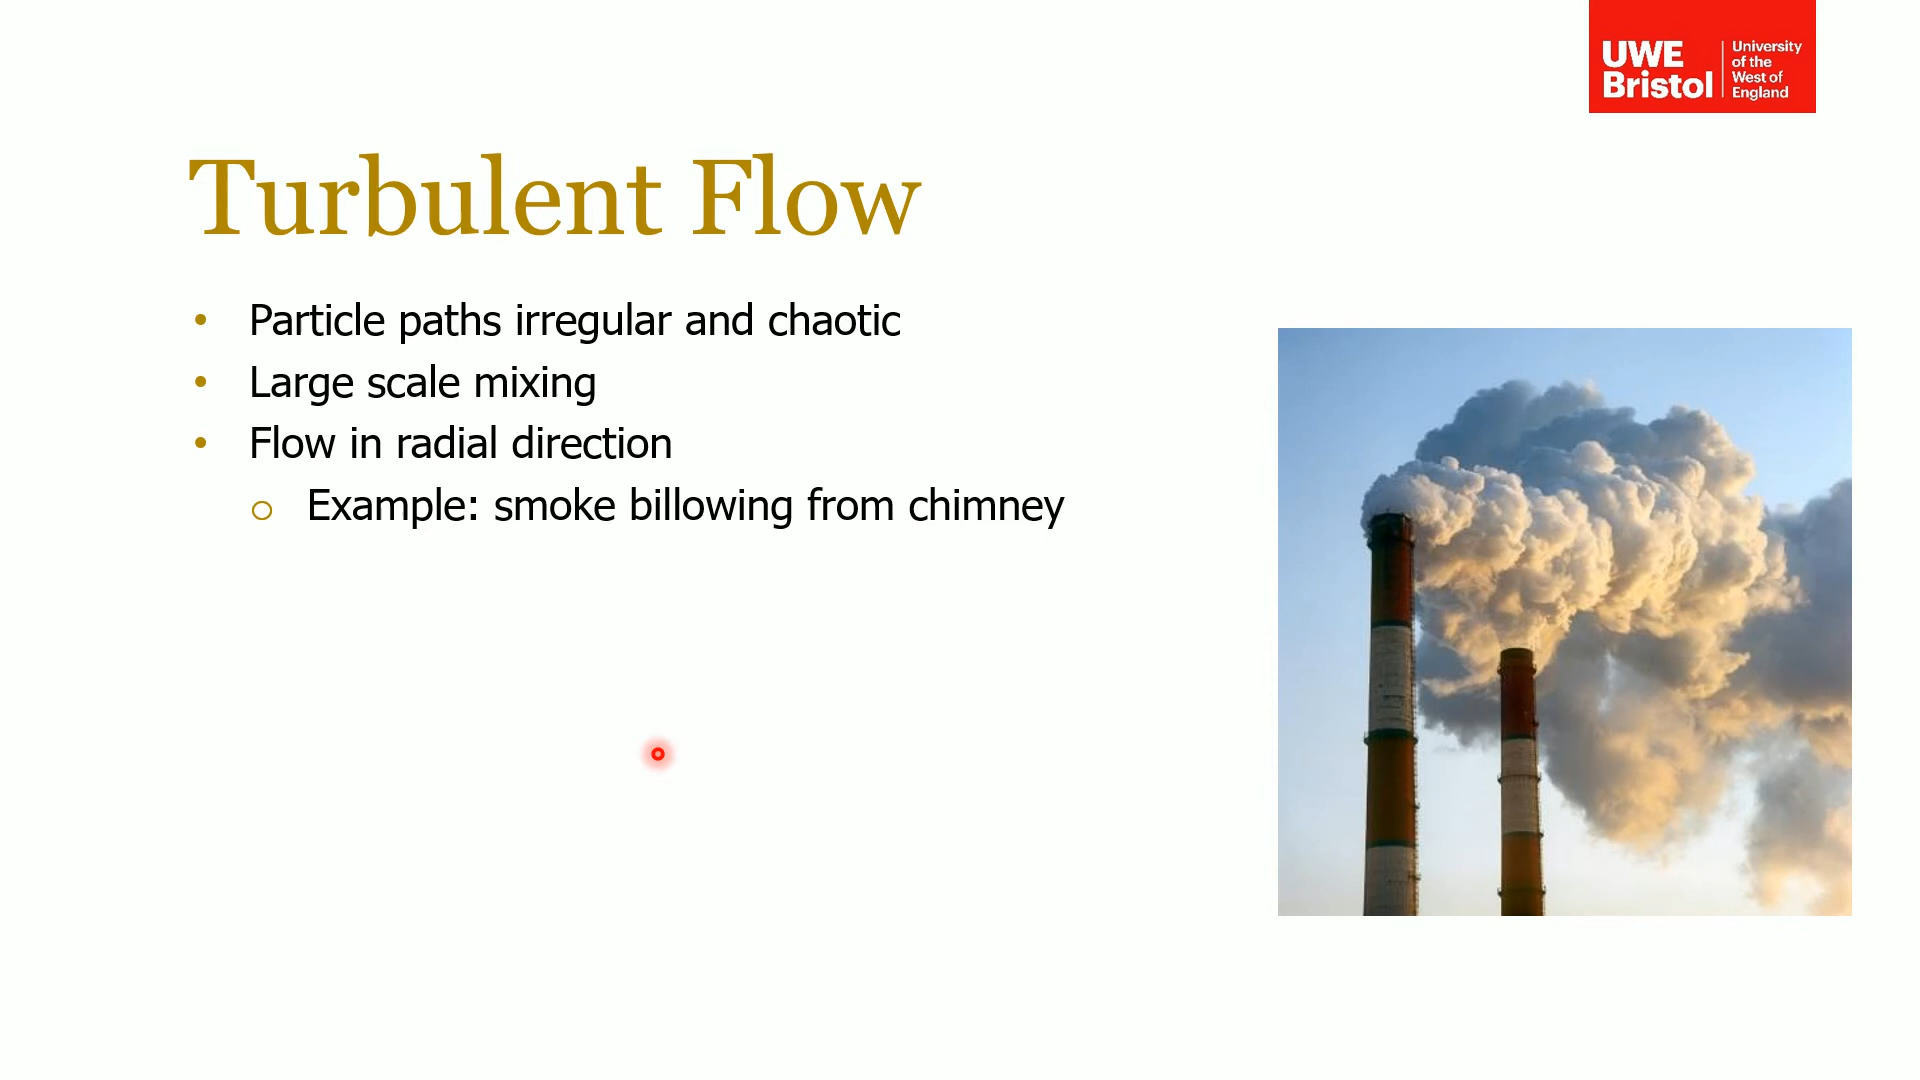 UWE Bristol
University of the West of England
Turbulent Flow
• Particle paths irregular and chaotic
• Large scale mixing
• Flow in radial direction
o Example: smoke billowing from chimney